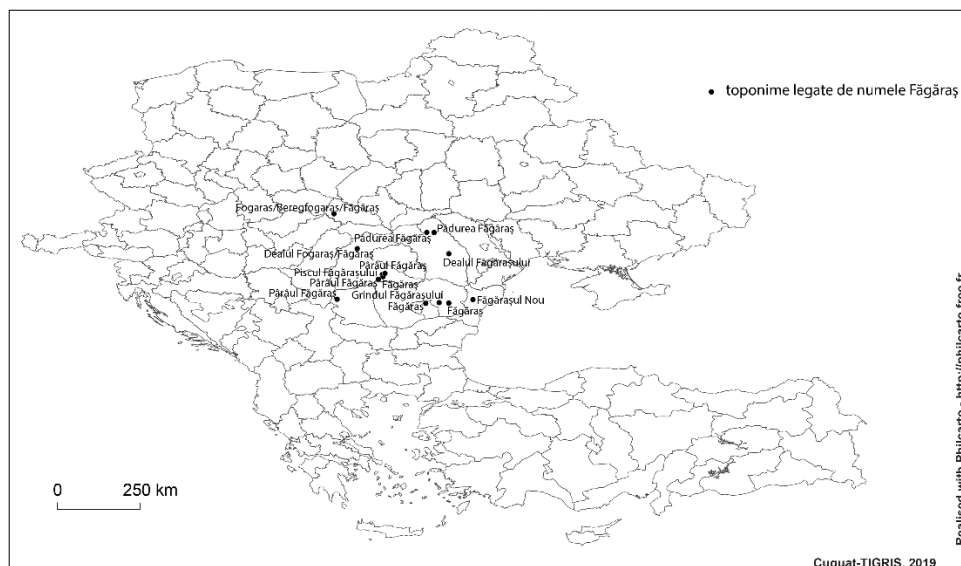 • toponime legate de numele Făgăraș
Fogaras/Beregfogaras/Făgăraș
Pădurea Făgăraș
Pădurea Făgăraș
Dealul Fogaraș/Făgăraș
Dealul Făgărașului
Pârâul Făgăraș
Piscul Făgărașului
Pârâul Făgăraș
Făgăraș
Pârâul Făgăraș
Grindul Făgărașului
Făgărașul Nou
Făgăraș
Făgăraș
0 250 km
Realised with Philcarto - http://philcarto.free.fr
Cuguat-TIGRIS, 2019